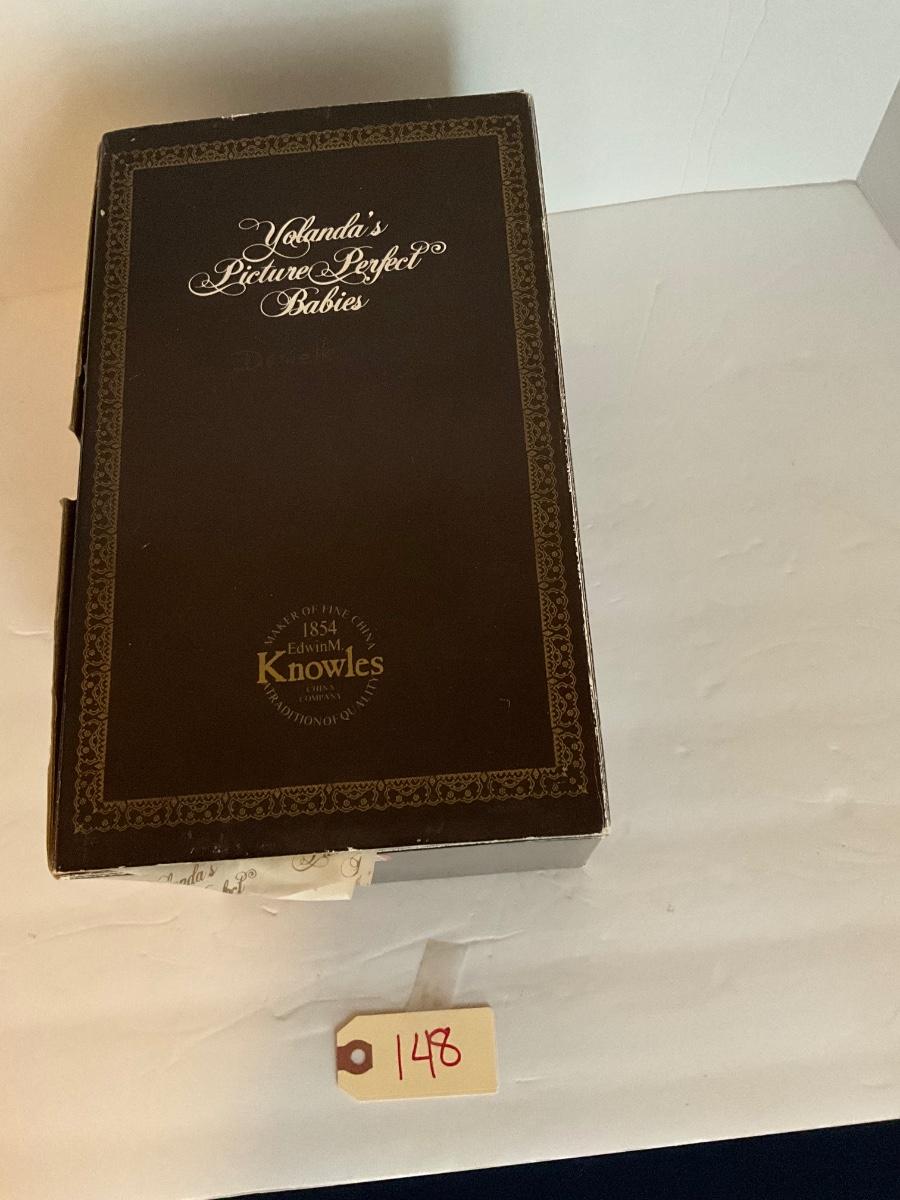 Yolanda's
Picture Perfect
Babies
MAKER OF FINE CHINA
1854
Edwin M.
Knowles
CHINA
COMPANY
TRADITION OF QUALITY
148